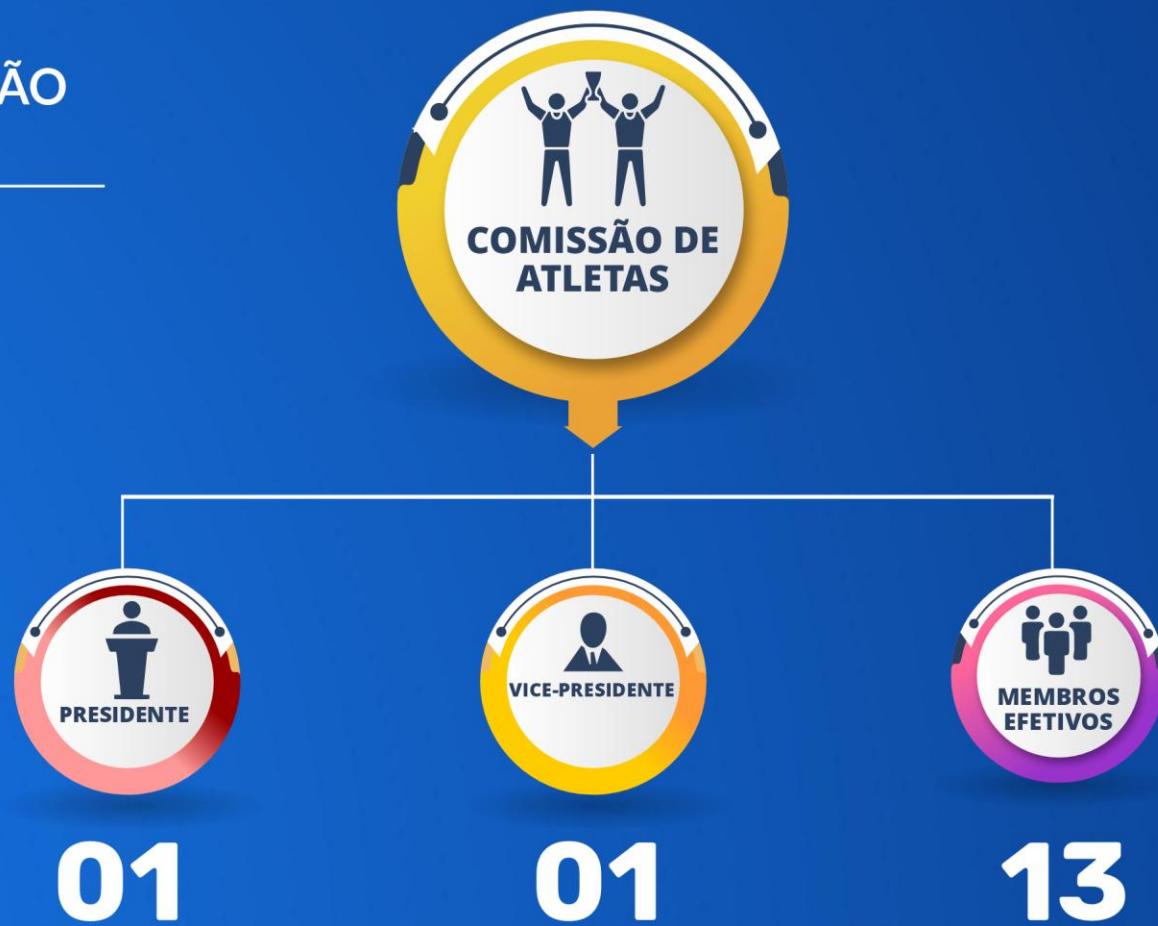 ÃO
COMISSÃO DE
ATLETAS
PRESIDENTE
VICE-PRESIDENTE
MEMBROS
EFETIVOS
01
01
13